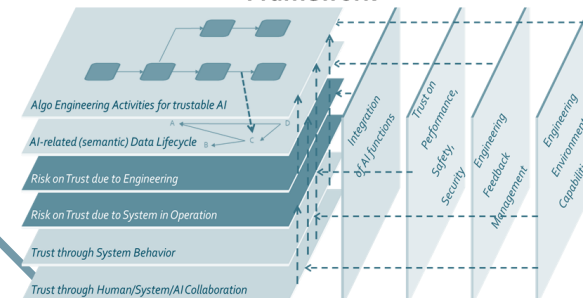 Algo Engineering Activities for trustable AI
A
D
AI-related (semantic) Data Lifecycle
B
C
Risk on Trust due to Engineering
Risk on Trust due to System in Operation
Trust through System Behavior
Trust through Human/System/AI Collaboration
Integration
of AI functions
Trust on
Performance,
Safety,
Security
Engineering
Feedback
Management
Engineering